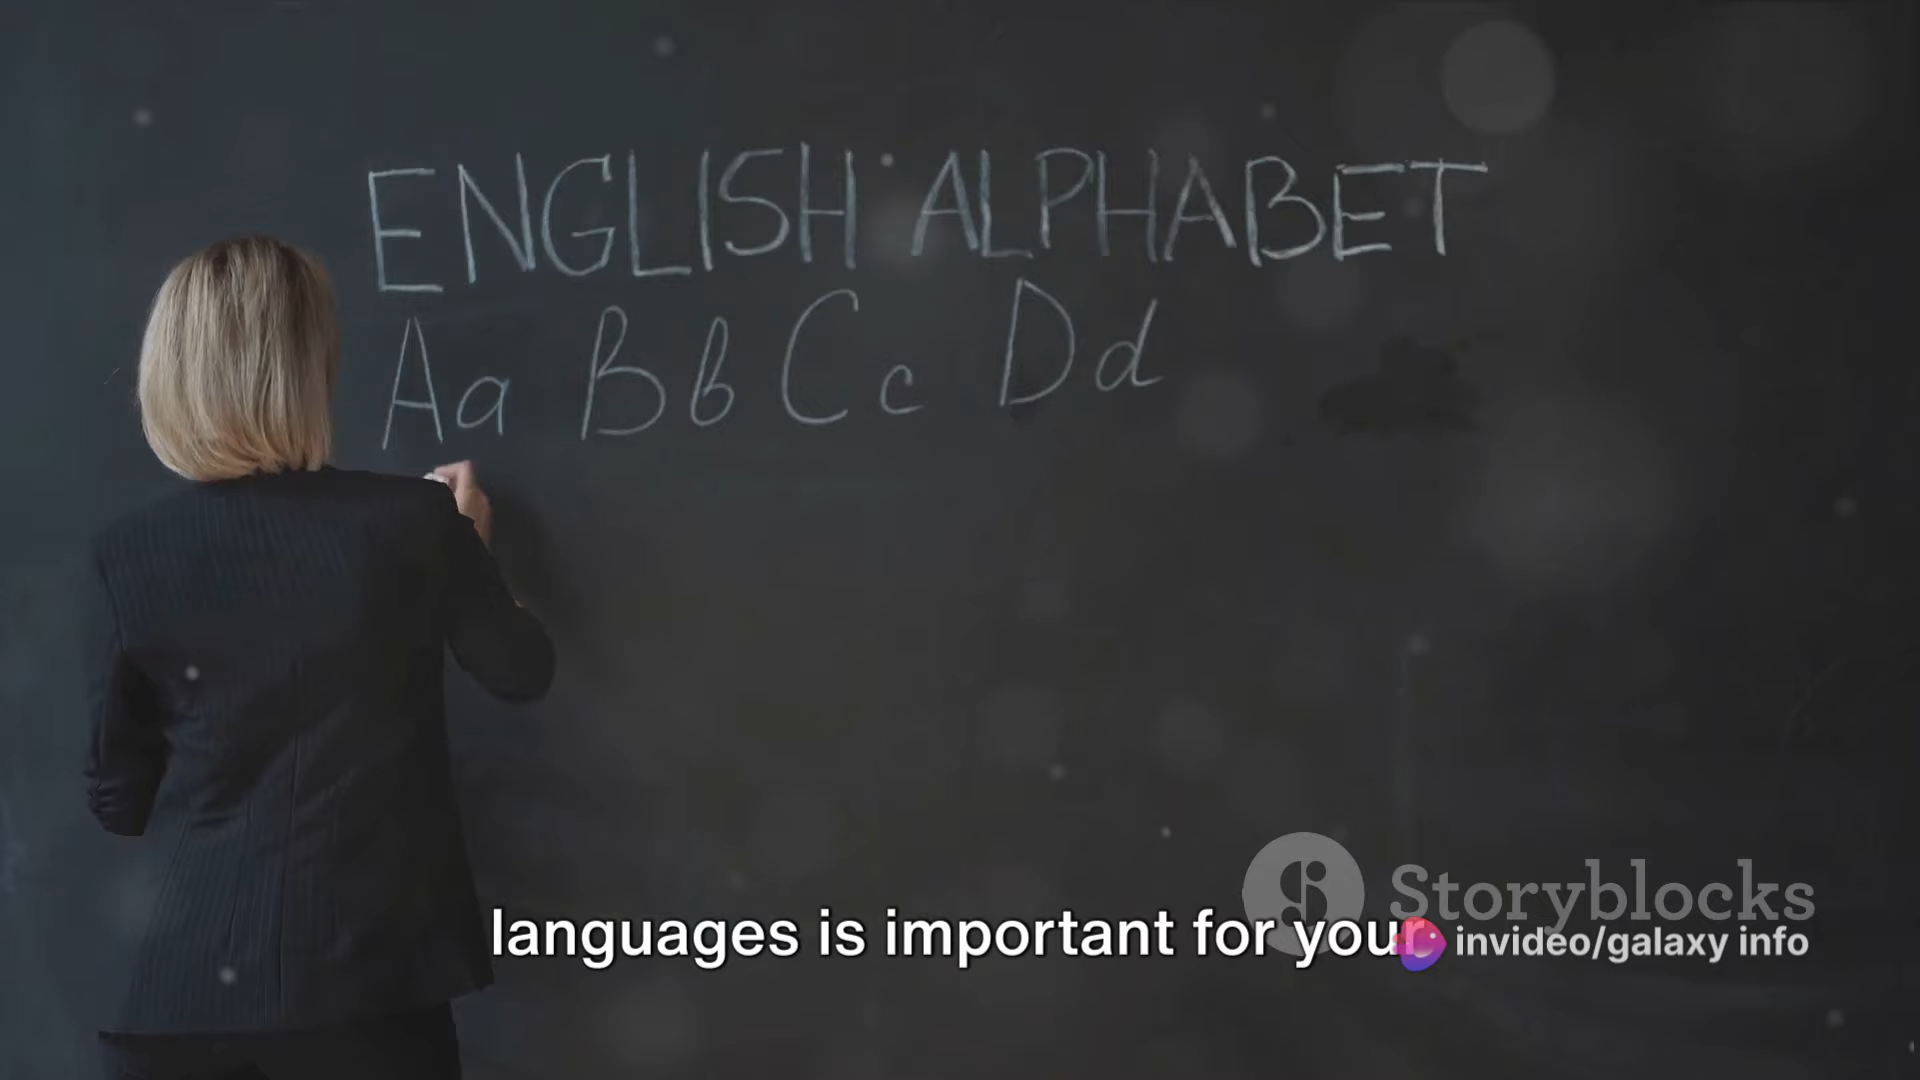 ENGLISH ALPHABET
Aa Bb Cc Dd
Storyblocks
languages is important for your
invideo/galaxy info